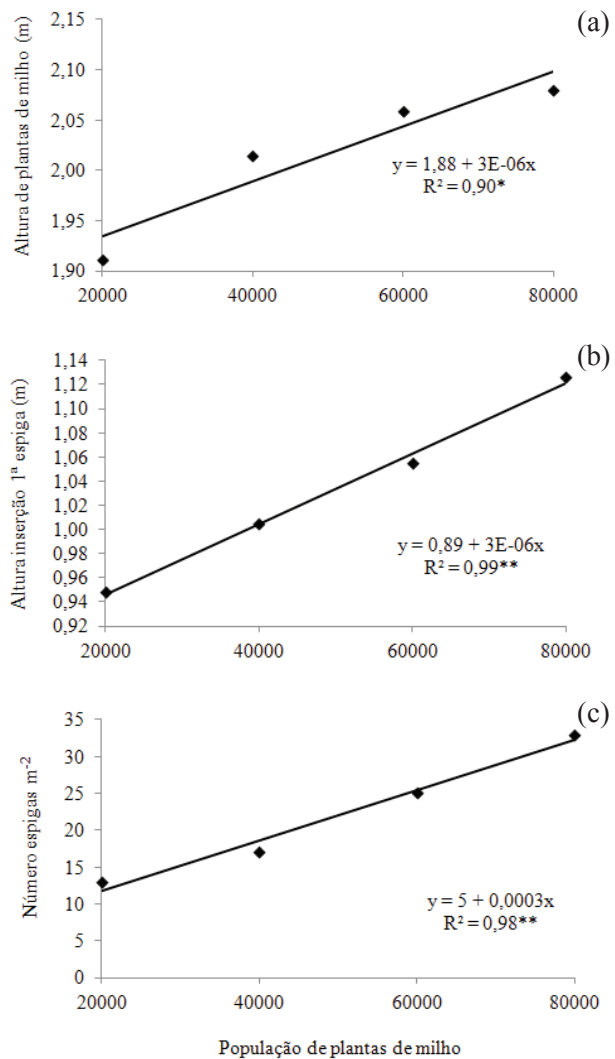 (a)
Altura de plantas de milho (m)
2,15
2,10
2,05
2,00
1,95
1,90
y = 1,88 + 3E-06x
R² = 0,90*
20000 40000 60000 80000
(b)
Altura inserção 1ª espiga (m)
1,14
1,12
1,10
1,08
1,06
1,04
1,02
1,00
0,98
0,96
0,94
0,92
y = 0,89 + 3E-06x
R² = 0,99**
20000 40000 60000 80000
(c)
Número espigas m⁻²
35
30
25
20
15
10
5
0
y = 5 + 0,0003x
R² = 0,98**
20000 40000 60000 80000
População de plantas de milho